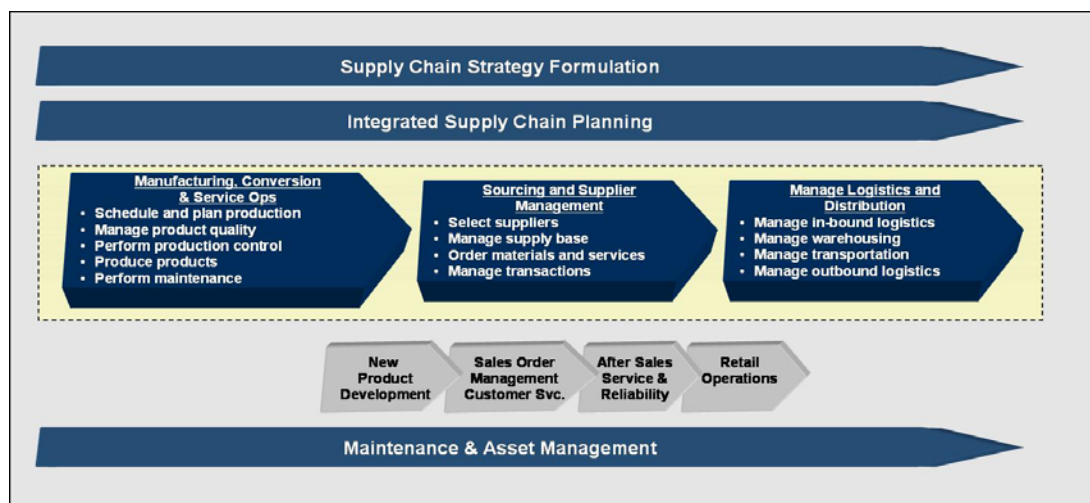 Supply Chain Strategy Formulation
Integrated Supply Chain Planning
Manufacturing, Conversion
& Service Ops
• Schedule and plan production
• Manage product quality
• Perform production control
• Produce products
• Perform maintenance
Sourcing and Supplier
Management
• Select suppliers
• Manage supply base
• Order materials and services
• Manage transactions
Manage Logistics and
Distribution
• Manage in-bound logistics
• Manage warehousing
• Manage transportation
• Manage outbound logistics
New
Product
Development
Sales Order
Management
Customer Svc.
After Sales
Service &
Reliability
Retail
Operations
Maintenance & Asset Management